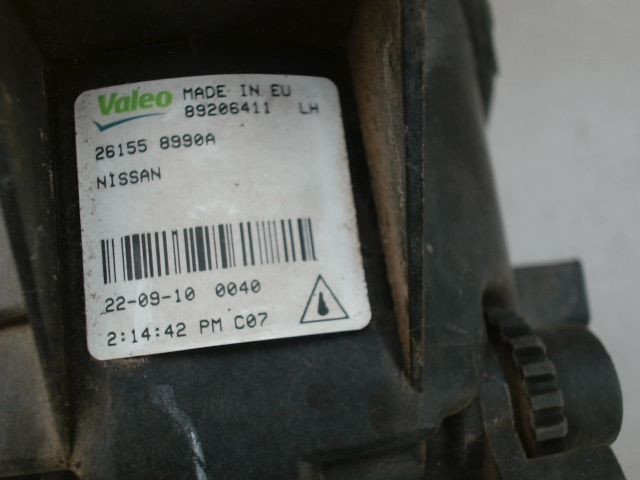 Valeo MADE IN EU
89206411 LH
26155 8990A
NISSAN
22-09-10 0040
2:14:42 PM C07